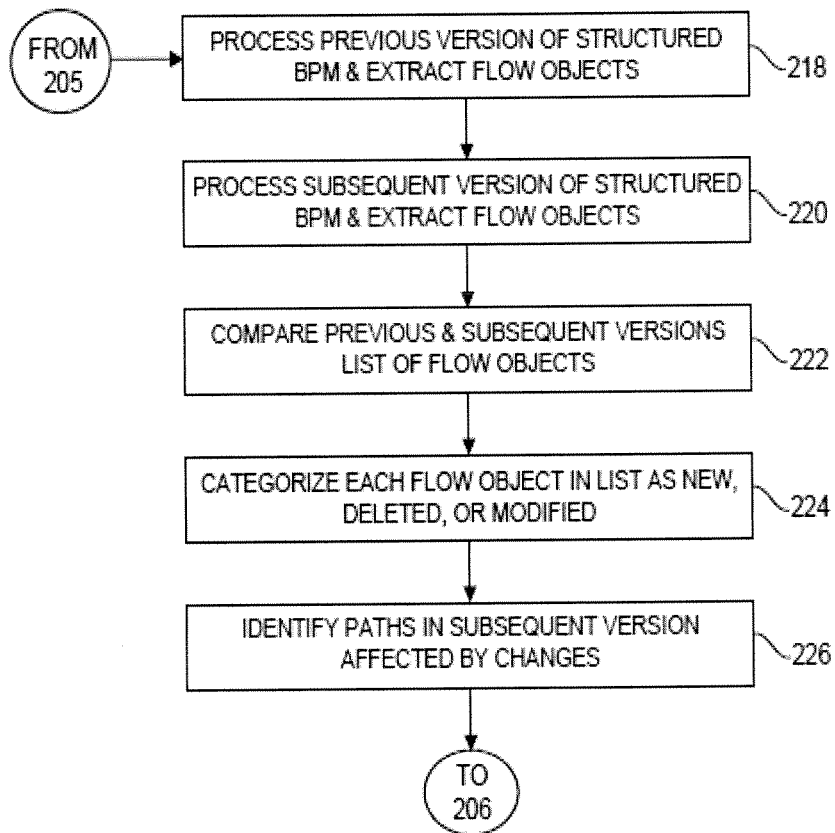 FROM
205
PROCESS PREVIOUS VERSION OF STRUCTURED
BPM & EXTRACT FLOW OBJECTS
218
PROCESS SUBSEQUENT VERSION OF STRUCTURED
BPM & EXTRACT FLOW OBJECTS
220
COMPARE PREVIOUS & SUBSEQUENT VERSIONS
LIST OF FLOW OBJECTS
222
CATEGORIZE EACH FLOW OBJECT IN LIST AS NEW,
DELETED, OR MODIFIED
224
IDENTIFY PATHS IN SUBSEQUENT VERSION
AFFECTED BY CHANGES
226
TO
206